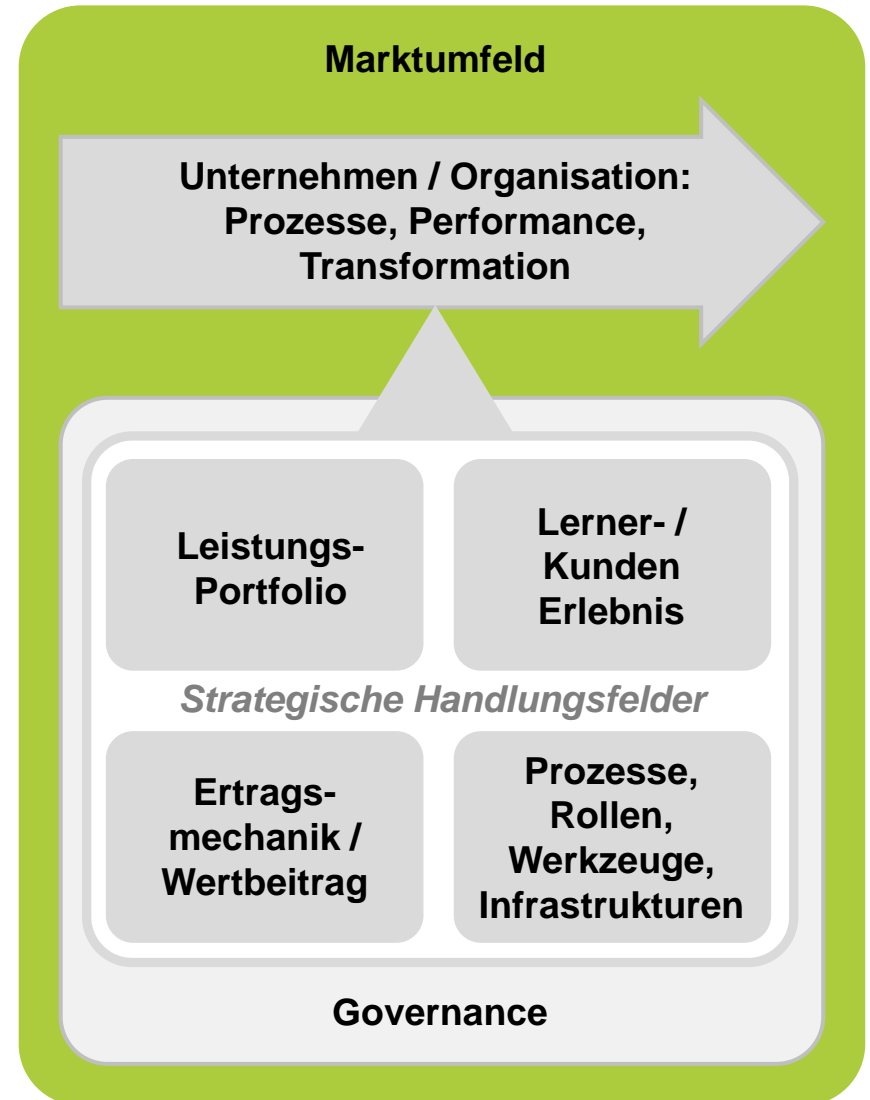 Marktumfeld
Unternehmen / Organisation:
Prozesse, Performance,
Transformation
Leistungs-
Portfolio
Lerner- /
Kunden
Erlebnis
Strategische Handlungsfelder
Ertrags-
mechanik /
Wertbeitrag
Prozesse,
Rollen,
Werkzeuge,
Infrastrukturen
Governance